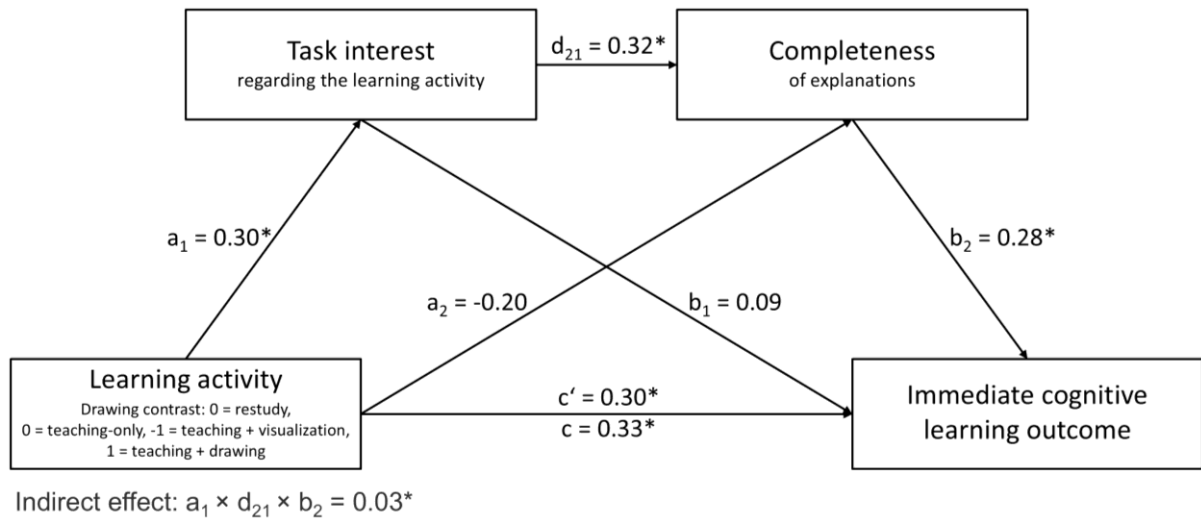 Task interest
regarding the learning activity
d₂₁ = 0.32*
Completeness
of explanations
a₁ = 0.30*
b₂ = 0.28*
a₂ = -0.20
b₁ = 0.09
Learning activity
Drawing contrast: 0 = restudy,
0 = teaching-only, -1 = teaching + visualization,
1 = teaching + drawing
c′ = 0.30*
c = 0.33*
Immediate cognitive
learning outcome
Indirect effect: a₁ × d₂₁ × b₂ = 0.03*